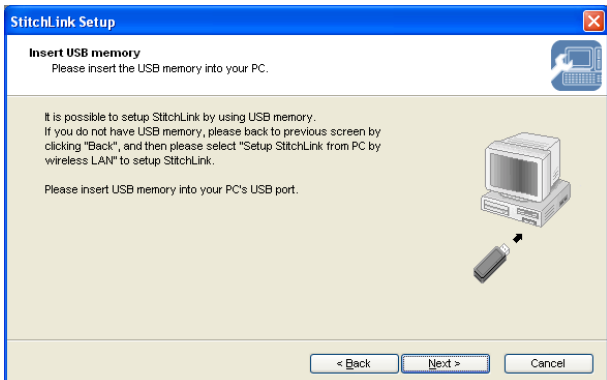 StitchLink Setup
Insert USB memory
Please insert the USB memory into your PC.
It is possible to setup StitchLink by using USB memory.
If you do not have USB memory, please back to previous screen by
clicking "Back", and then please select "Setup StitchLink from PC by
wireless LAN" to setup StitchLink.
Please insert USB memory into your PC's USB port.
< Back
Next >
Cancel